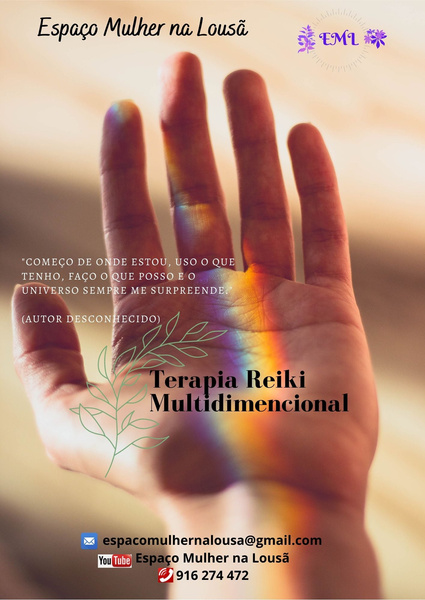 Espaço Mulher na Lousã
EML
"COMEÇO DE ONDE ESTOU, USO O QUE
TENHO, FAÇO O QUE POSSO E O
UNIVERSO SEMPRE ME SURPREENDE."
(AUTOR DESCONHECIDO)
Terapia Reiki
Multidimencional
espacomulhernalousa@gmail.com
YouTube Espaço Mulher na Lousã
916 274 472